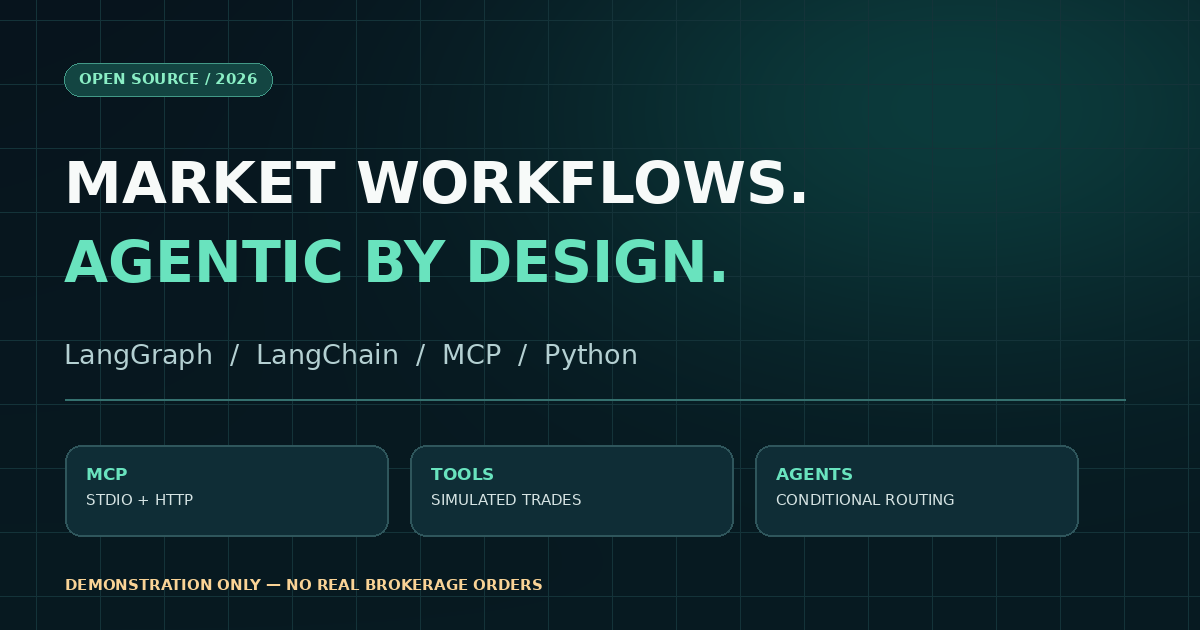 OPEN SOURCE / 2026
MARKET WORKFLOWS.
AGENTIC BY DESIGN.
LangGraph / LangChain / MCP / Python
MCP
STDIO + HTTP
TOOLS
SIMULATED TRADES
AGENTS
CONDITIONAL ROUTING
DEMONSTRATION ONLY — NO REAL BROKERAGE ORDERS